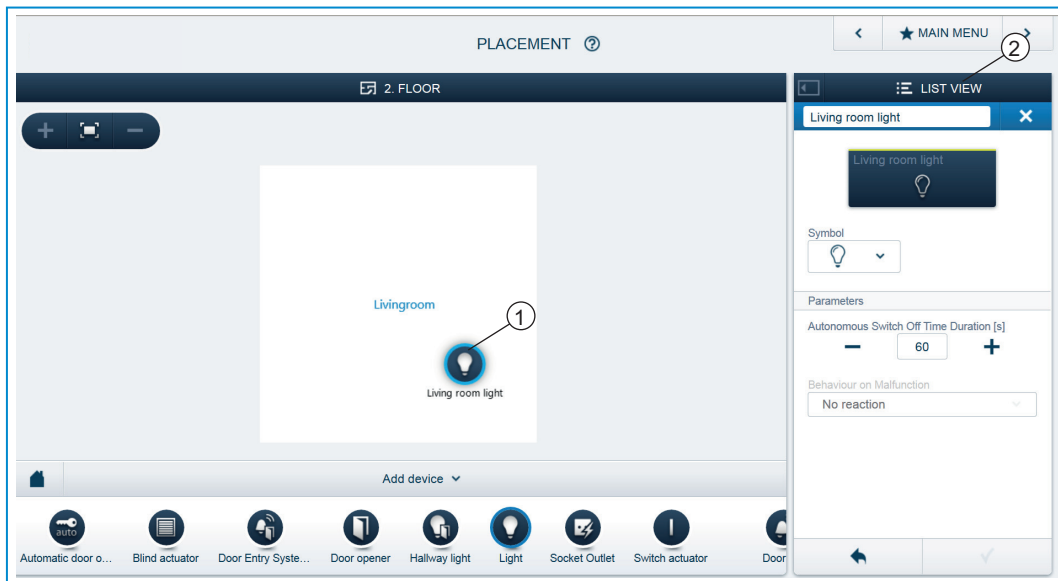 PLACEMENT ?
MAIN MENU
2
2. FLOOR
LIST VIEW
Living room light
Living room light
Symbol
Livingroom
1
Living room light
Parameters
Autonomous Switch Off Time Duration [s]
60
Behaviour on Malfunction
No reaction
Add device
auto
Automatic door o...
Blind actuator
Door Entry Syste...
Door opener
Hallway light
Light
Socket Outlet
Switch actuator
Door